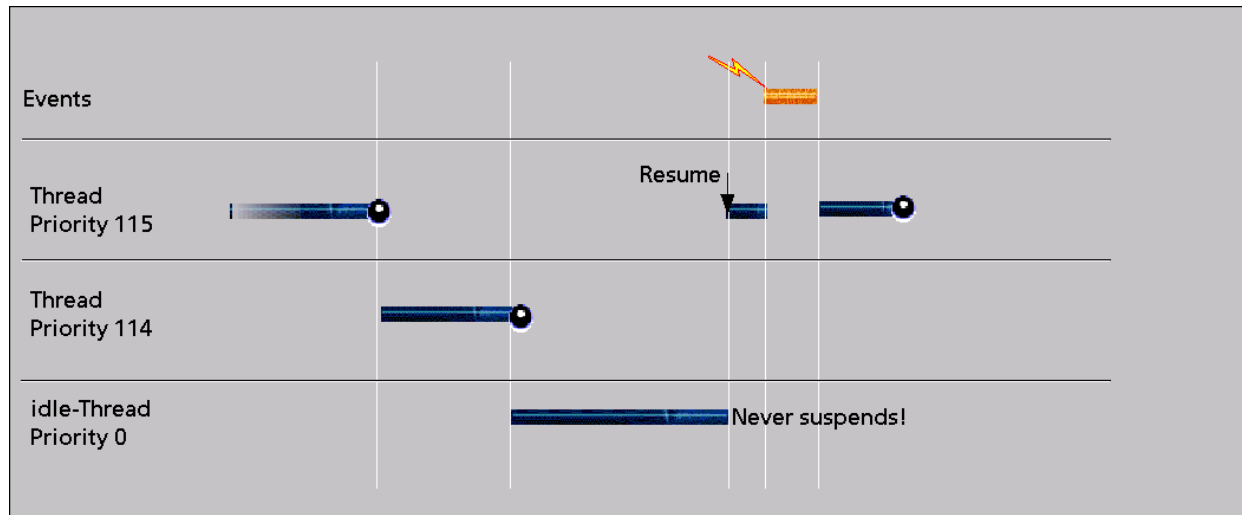 Events
Resume
Thread
Priority 115
Thread
Priority 114
idle-Thread
Priority 0
Never suspends!